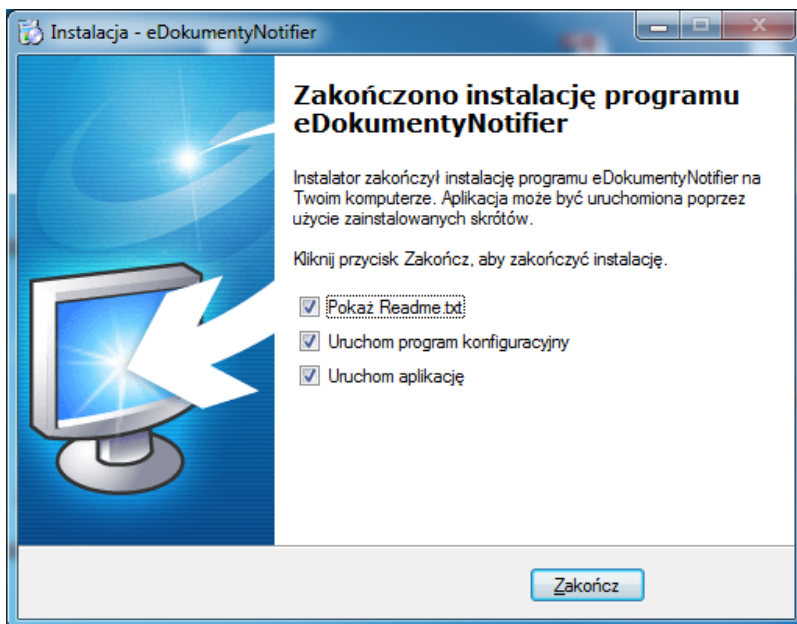 Instalacja - eDokumentyNotifier
Zakończono instalację programu
eDokumentyNotifier
Instalator zakończył instalację programu eDokumentyNotifier na
Twoim komputerze. Aplikacja może być uruchomiona poprzez
użycie zainstalowanych skrótów.
Kliknij przycisk Zakończ, aby zakończyć instalację.
Pokaż Readme.txt
Uruchom program konfiguracyjny
Uruchom aplikację
Zakończ